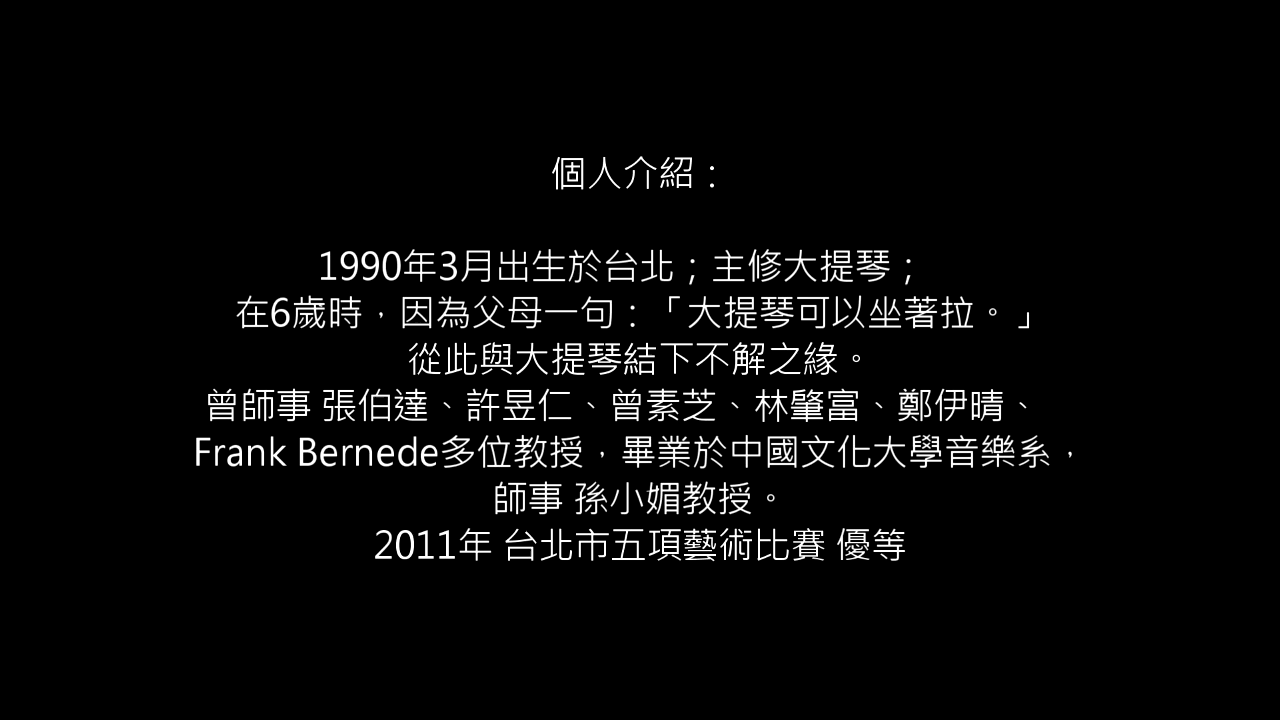 個人介紹：
1990年3月出生於台北；主修大提琴；
在6歲時，因為父母一句：「大提琴可以坐著拉。」
從此與大提琴結下不解之緣。
曾師事 張伯達、許昱仁、曾素芝、林肇富、鄭伊晴、
Frank Bernede多位教授，畢業於中國文化大學音樂系，
師事 孫小媚教授。
2011年 台北市五項藝術比賽 優等